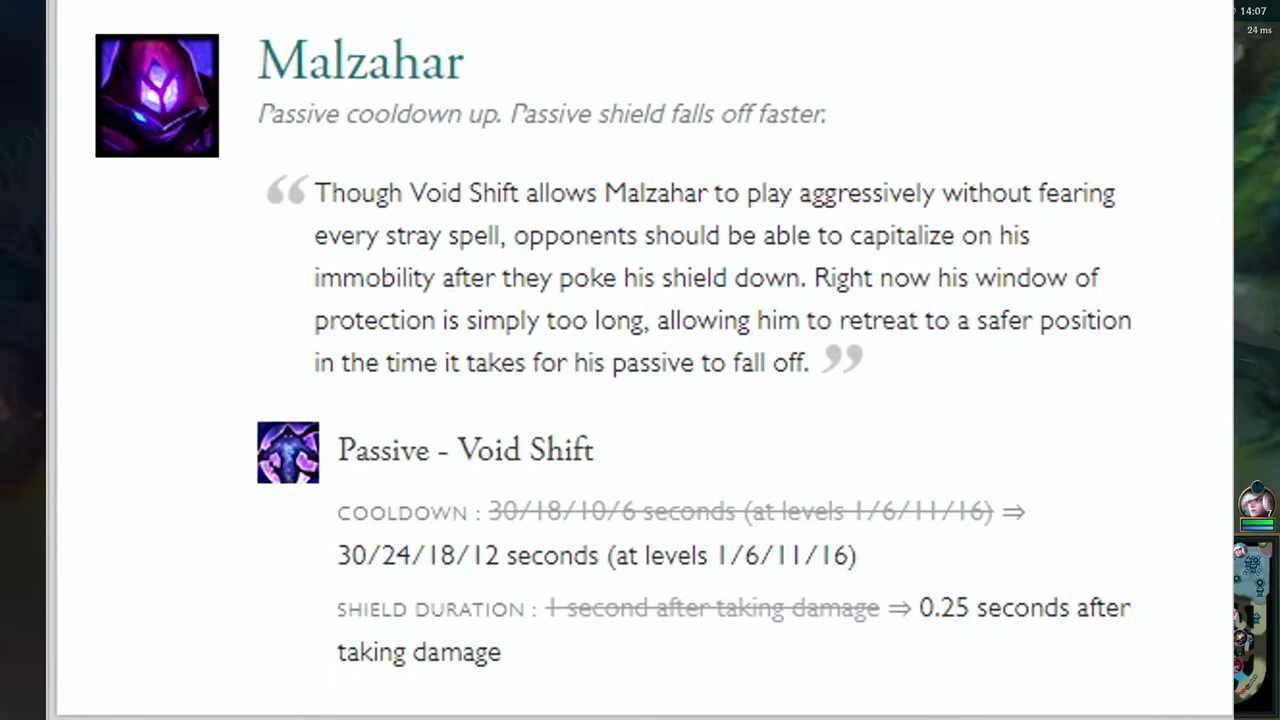 14:07
24 ms
Malzahar
Passive cooldown up. Passive shield falls off faster.
“ Though Void Shift allows Malzahar to play aggressively without fearing
every stray spell, opponents should be able to capitalize on his
immobility after they poke his shield down. Right now his window of
protection is simply too long, allowing him to retreat to a safer position
in the time it takes for his passive to fall off. ”
Passive - Void Shift
COOLDOWN : 30/18/10/6 seconds (at levels 1/6/11/16) ⇒
30/24/18/12 seconds (at levels 1/6/11/16)
SHIELD DURATION : 1 second after taking damage ⇒ 0.25 seconds after
taking damage
7